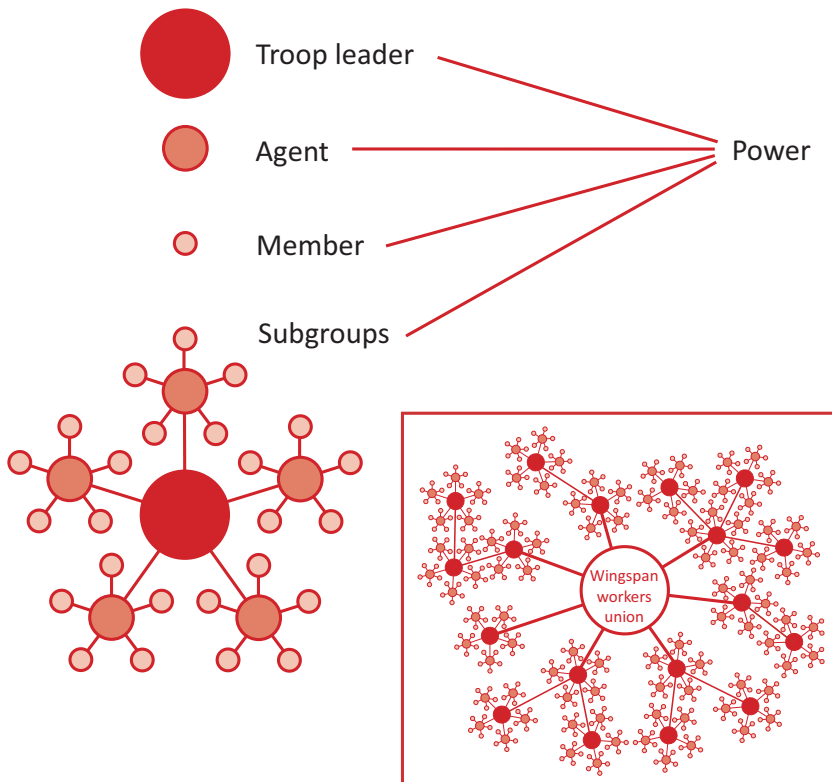 Troop leader
Agent
Power
Member
Subgroups
Wingspan
workers
union